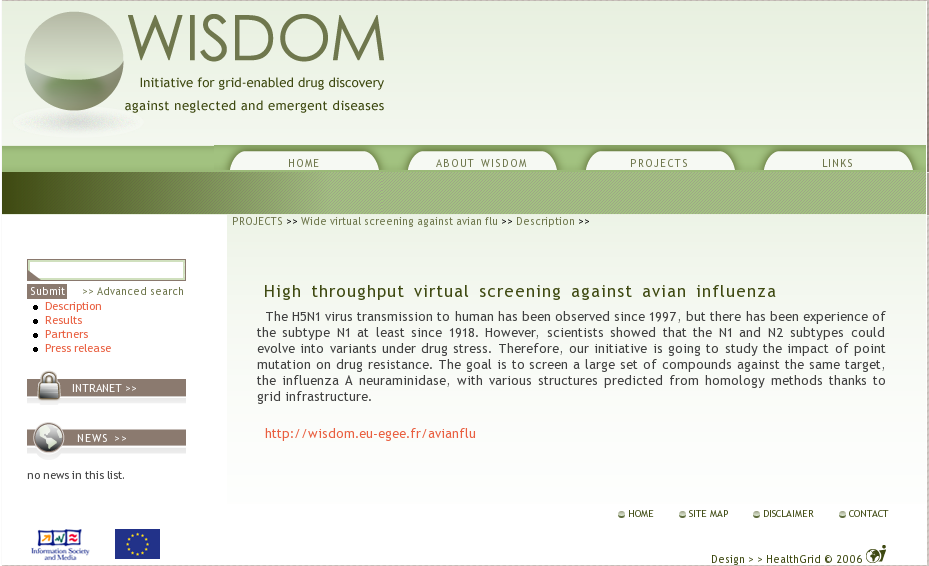 WISDOM
Initiative for grid-enabled drug discovery
against neglected and emergent diseases
HOME
ABOUT WISDOM
PROJECTS
LINKS
PROJECTS >> Wide virtual screening against avian flu >> Description >>
Submit
>> Advanced search
Description
Results
Partners
Press release
INTRANET >>
NEWS >>
no news in this list.
Information Society
and Media
High throughput virtual screening against avian influenza
The H5N1 virus transmission to human has been observed since 1997, but there has been experience of
the subtype N1 at least since 1918. However, scientists showed that the N1 and N2 subtypes could
evolve into variants under drug stress. Therefore, our initiative is going to study the impact of point
mutation on drug resistance. The goal is to screen a large set of compounds against the same target,
the influenza A neuraminidase, with various structures predicted from homology methods thanks to
grid infrastructure.
http://wisdom.eu-egee.fr/avianflu
HOME
SITE MAP
DISCLAIMER
CONTACT
Design > > HealthGrid © 2006